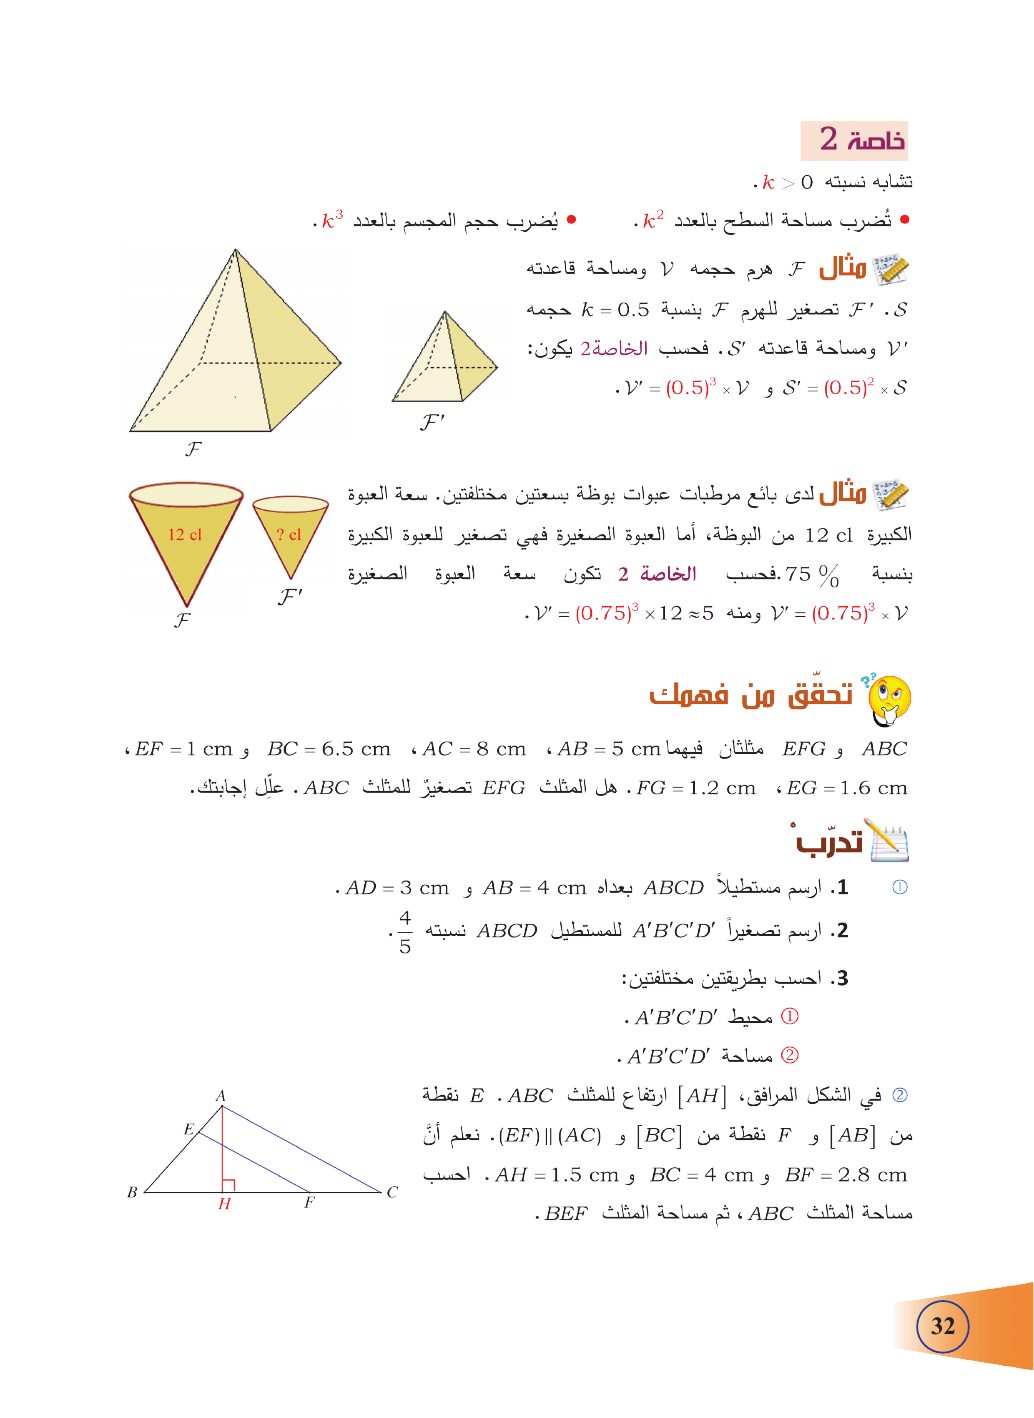 خاصة 2
تشابه نسبته k > 0 .
• تُضرب مساحة السطح بالعدد k² . • يُضرب حجم المجسم بالعدد k³ .
مثال ℱ هرم حجمه 𝒱 ومساحة قاعدته
𝒮 . ℱ′ تصغير للهرم ℱ بنسبة k = 0.5 حجمه
𝒱′ ومساحة قاعدته 𝒮′ . فحسب الخاصة2 يكون:
𝒮′ = (0.5)² × 𝒮 و 𝒱′ = (0.5)³ × 𝒱 .
ℱ
ℱ′
مثال لدى بائع مرطبات عبوات بوظة بسعتين مختلفتين. سعة العبوة
الكبيرة 12 cl من البوظة، أما العبوة الصغيرة فهي تصغير للعبوة الكبيرة
بنسبة 75 % .فحسب الخاصة 2 تكون سعة العبوة الصغيرة
𝒱′ = (0.75)³ × 𝒱 ومنه 𝒱′ = (0.75)³ × 12 ≈ 5 .
12 cl
? cl
ℱ
ℱ′
تحقّق من فهمك
ABC و EFG مثلثان فيهما AB = 5 cm ، AC = 8 cm ، BC = 6.5 cm و EF = 1 cm ،
EG = 1.6 cm ، FG = 1.2 cm . هل المثلث EFG تصغيرٌ للمثلث ABC . علّل إجابتك.
تدرّبْ
① 1. ارسم مستطيلاً ABCD بعداه AB = 4 cm و AD = 3 cm .
2. ارسم تصغيراً A′B′C′D′ للمستطيل ABCD نسبته 4/5 .
3. احسب بطريقتين مختلفتين:
① محيط A′B′C′D′ .
② مساحة A′B′C′D′ .
② في الشكل المرافق، [AH] ارتفاع للمثلث ABC . E نقطة
من [AB] و F نقطة من [BC] و (EF) ∥ (AC) . نعلم أنَّ
BF = 2.8 cm و BC = 4 cm و AH = 1.5 cm . احسب
مساحة المثلث ABC ، ثم مساحة المثلث BEF .
A
E
B
H
F
C
32